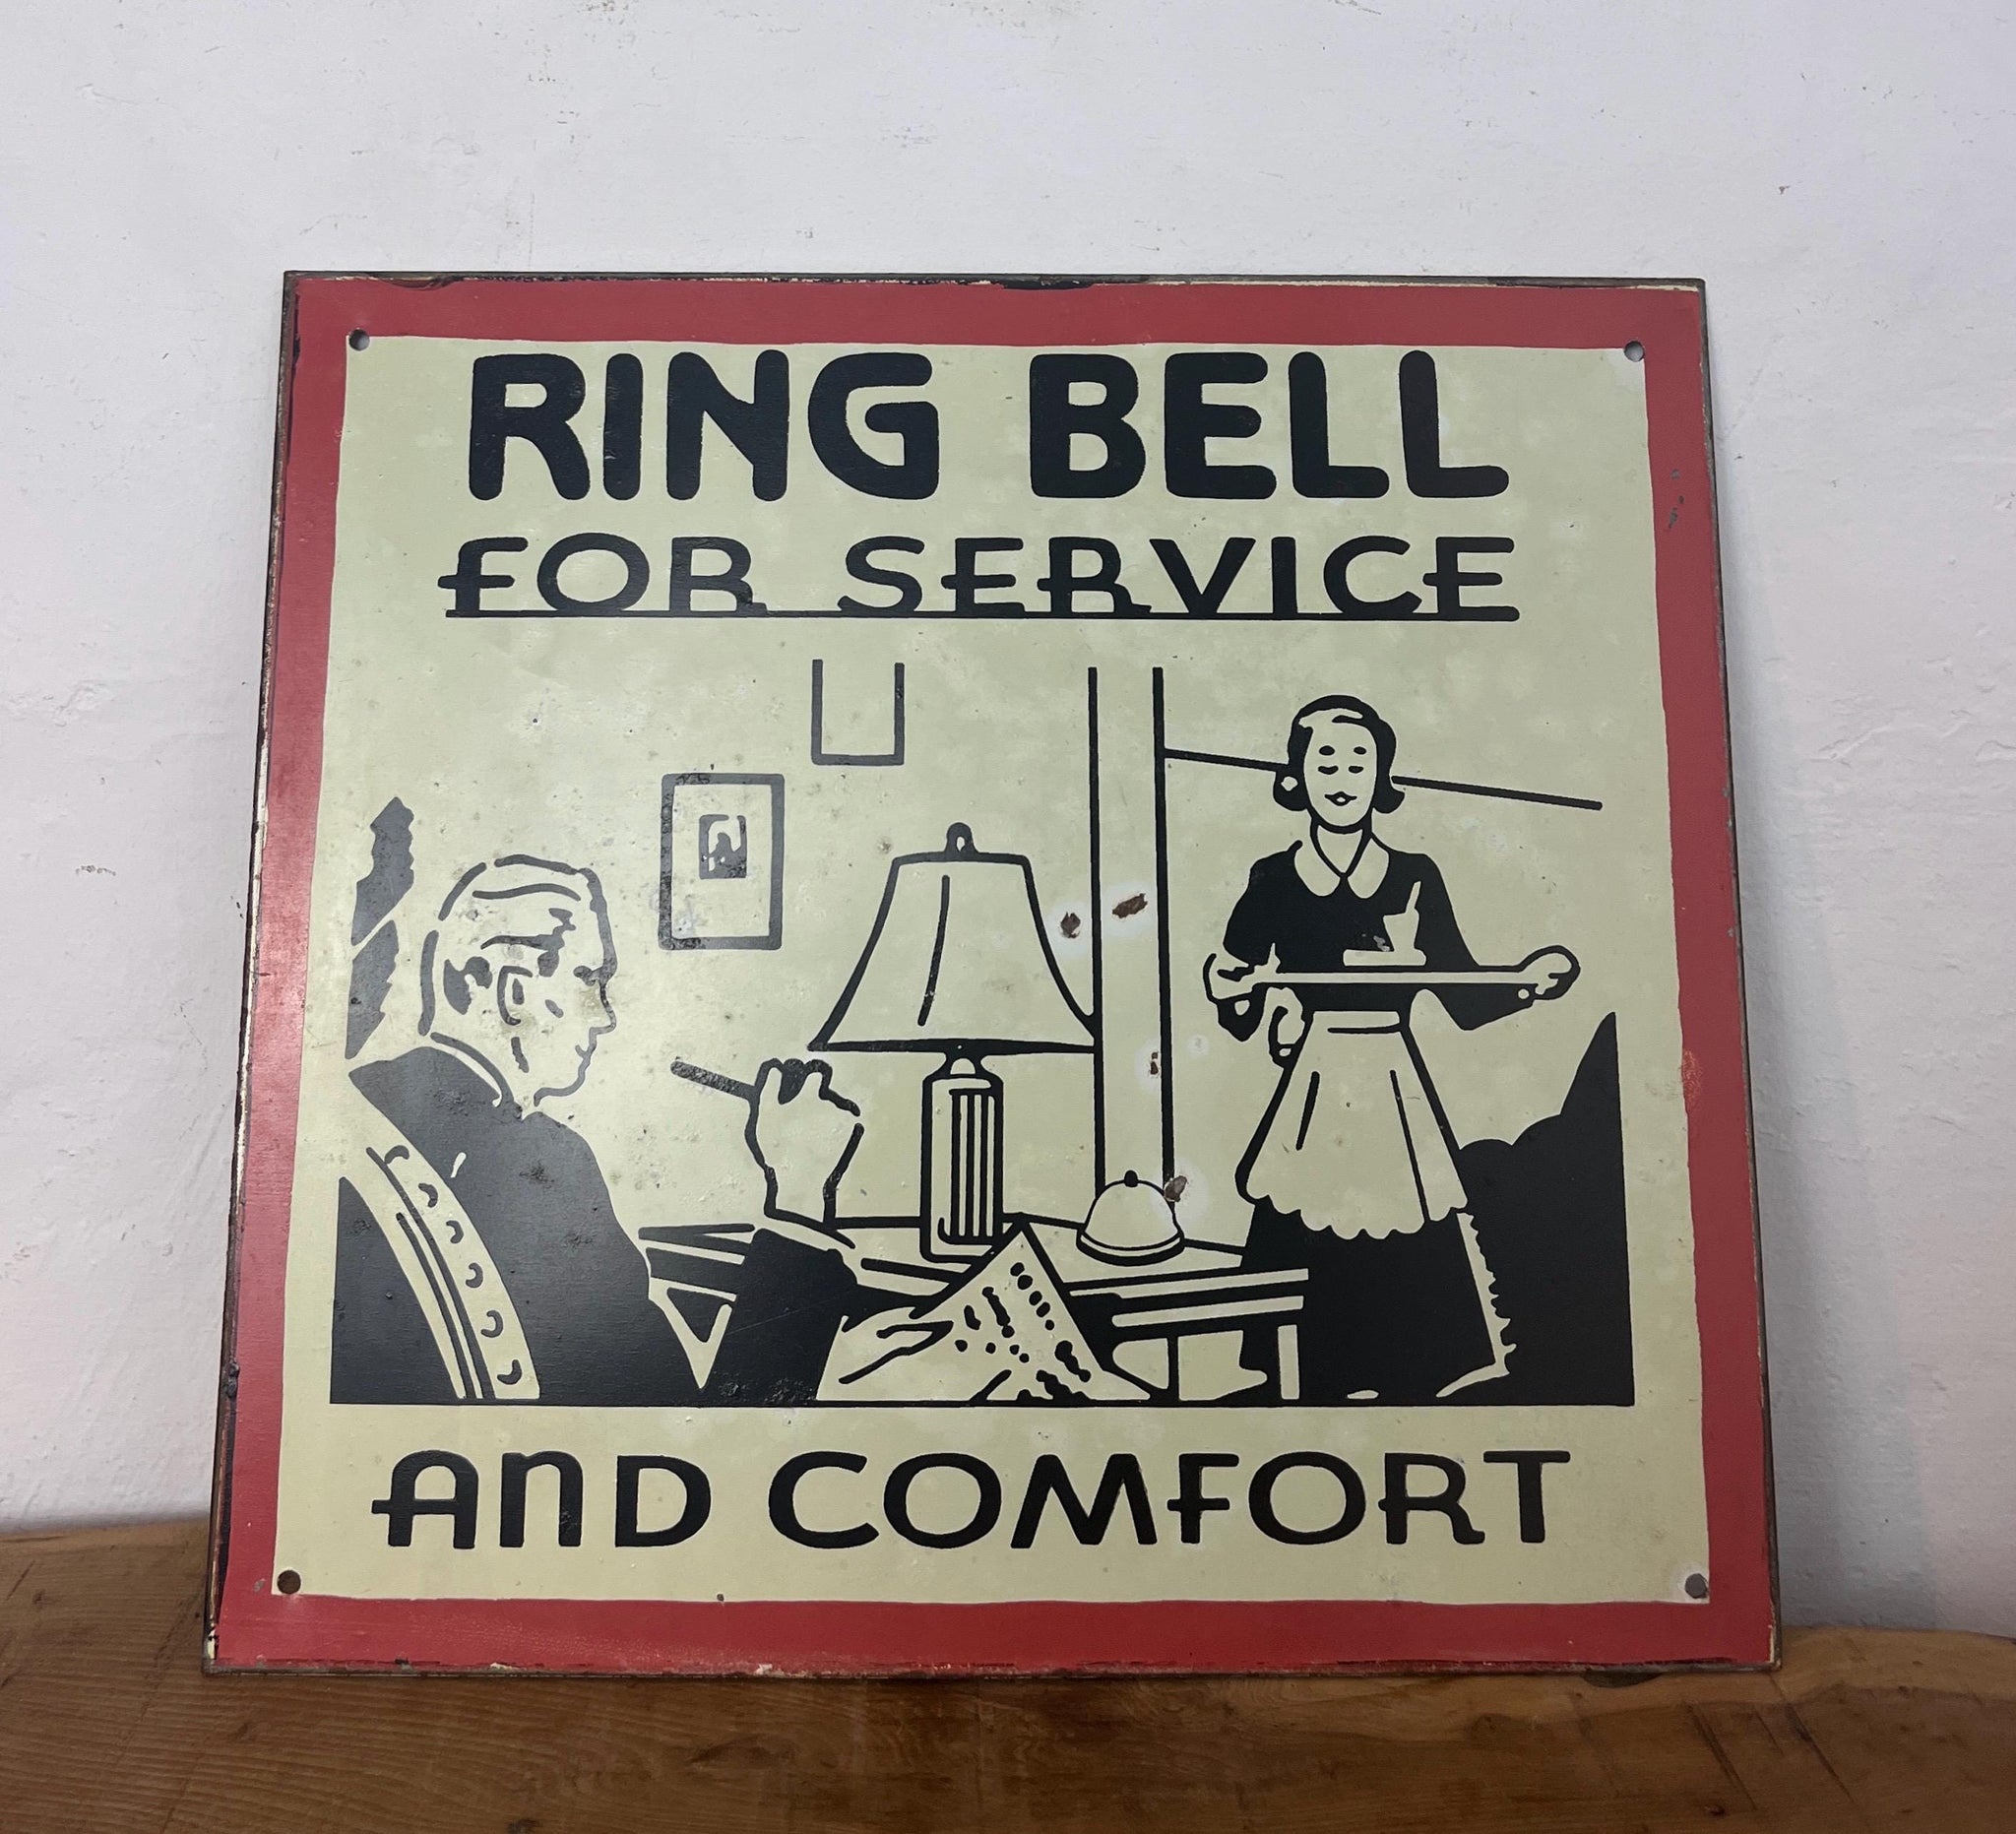 RING BELL
FOR SERVICE
AND COMFORT